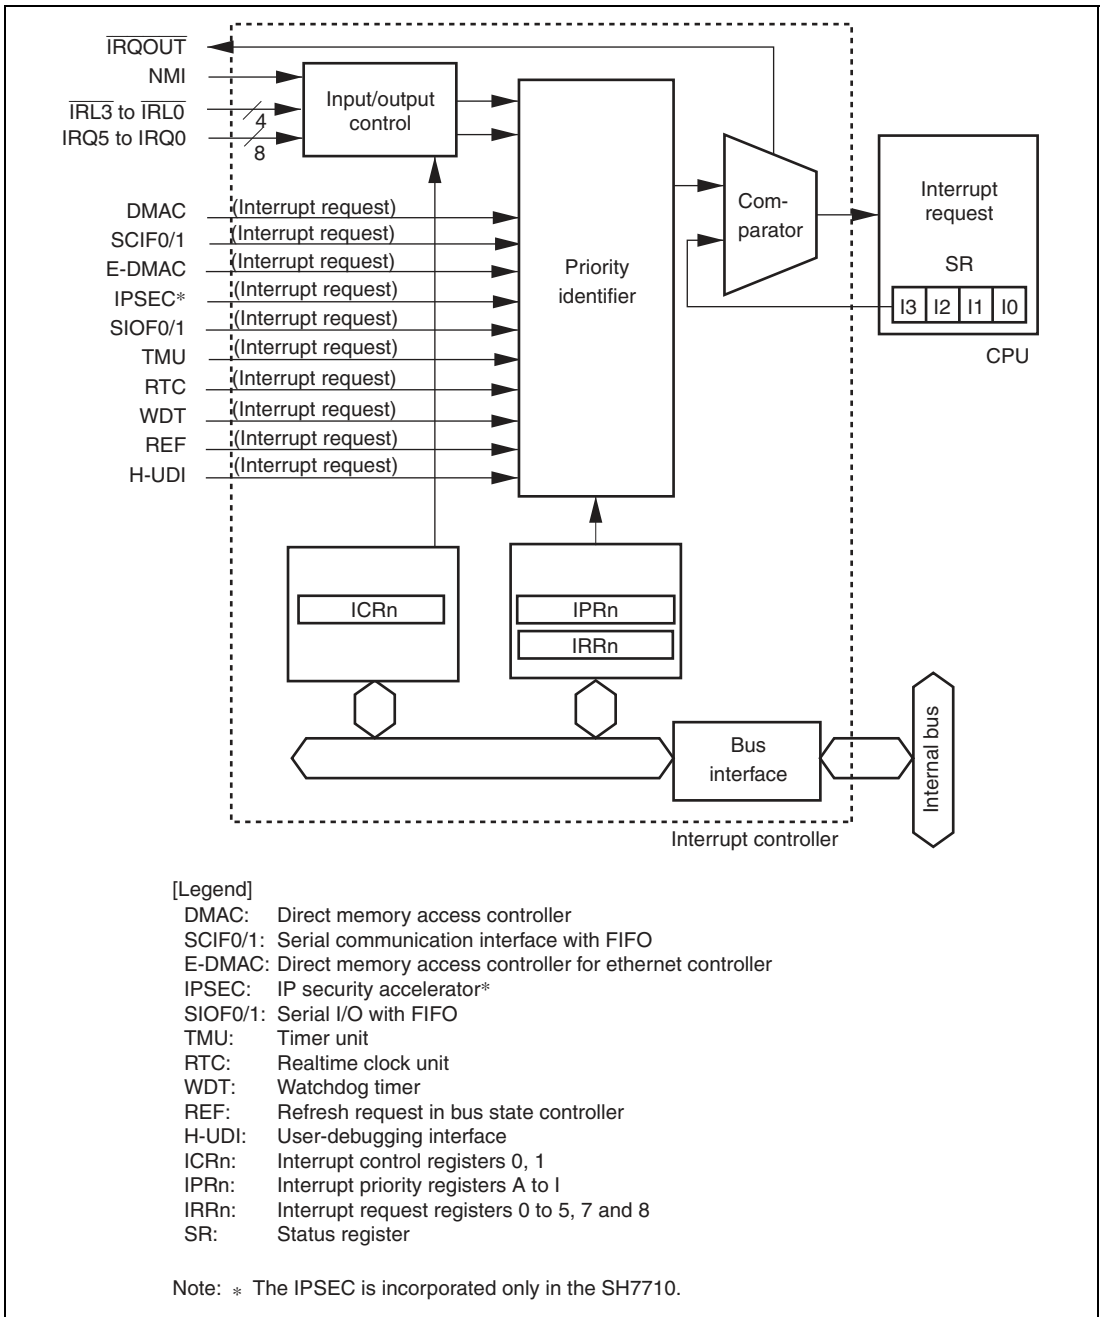 IRQOUT
NMI
IRL3 to IRL0
4
IRQ5 to IRQ0
8
Input/output
control
DMAC (Interrupt request)
SCIF0/1 (Interrupt request)
E-DMAC (Interrupt request)
IPSEC* (Interrupt request)
SIOF0/1 (Interrupt request)
TMU (Interrupt request)
RTC (Interrupt request)
WDT (Interrupt request)
REF (Interrupt request)
H-UDI (Interrupt request)
Priority
identifier
Com-
parator
Interrupt
request
SR
I3 I2 I1 I0
CPU
ICRn
IPRn
IRRn
Bus
interface
Internal bus
Interrupt controller
[Legend]
DMAC: Direct memory access controller
SCIF0/1: Serial communication interface with FIFO
E-DMAC: Direct memory access controller for ethernet controller
IPSEC: IP security accelerator*
SIOF0/1: Serial I/O with FIFO
TMU: Timer unit
RTC: Realtime clock unit
WDT: Watchdog timer
REF: Refresh request in bus state controller
H-UDI: User-debugging interface
ICRn: Interrupt control registers 0, 1
IPRn: Interrupt priority registers A to I
IRRn: Interrupt request registers 0 to 5, 7 and 8
SR: Status register
Note: * The IPSEC is incorporated only in the SH7710.